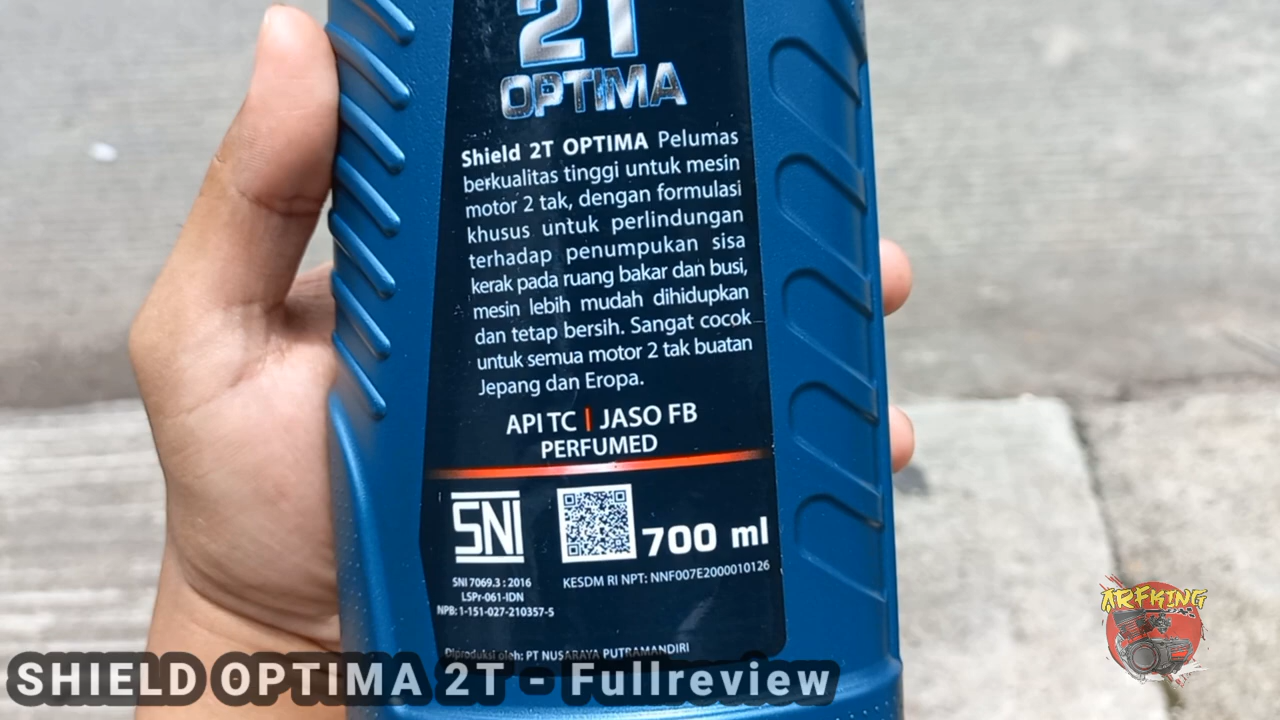 2T
OPTIMA
Shield 2T OPTIMA Pelumas
berkualitas tinggi untuk mesin
motor 2 tak, dengan formulasi
khusus untuk perlindungan
terhadap penumpukan sisa
kerak pada ruang bakar dan busi,
mesin lebih mudah dihidupkan
dan tetap bersih. Sangat cocok
untuk semua motor 2 tak buatan
Jepang dan Eropa.
API TC | JASO FB
PERFUMED
SNI
700 ml
SNI 7069.3 : 2016
LSPr-061-IDN
NPB: 1-151-027-210357-5
KESDM RI NPT: NNF007E2000010126
Diproduksi oleh: PT NUSARAYA PUTRAMANDIRI
SHIELD OPTIMA 2T - Fullreview
ARFKING